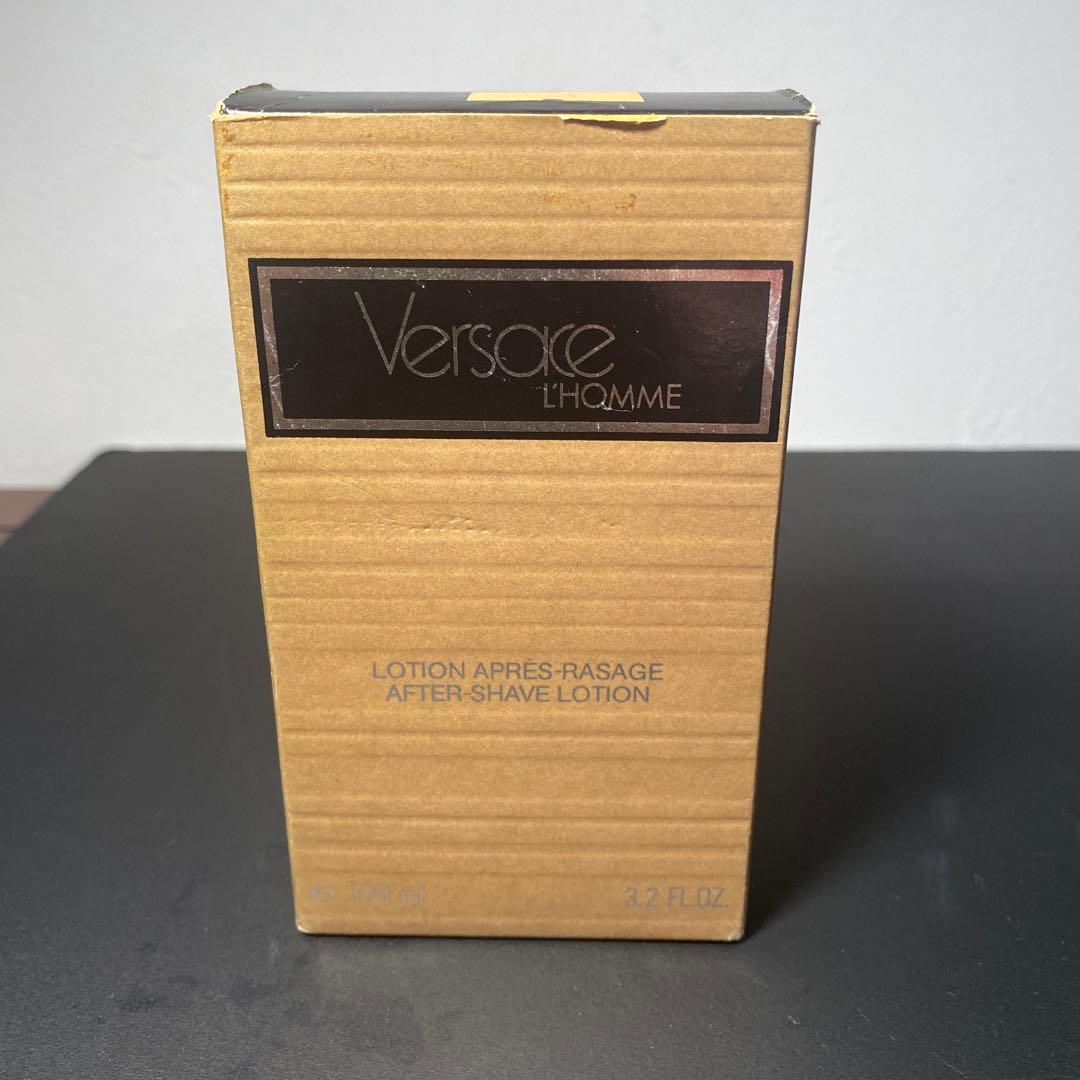 Versace
L'HOMME
LOTION APRÈS-RASAGE
AFTER-SHAVE LOTION
100 ml 3,2 FL.OZ.